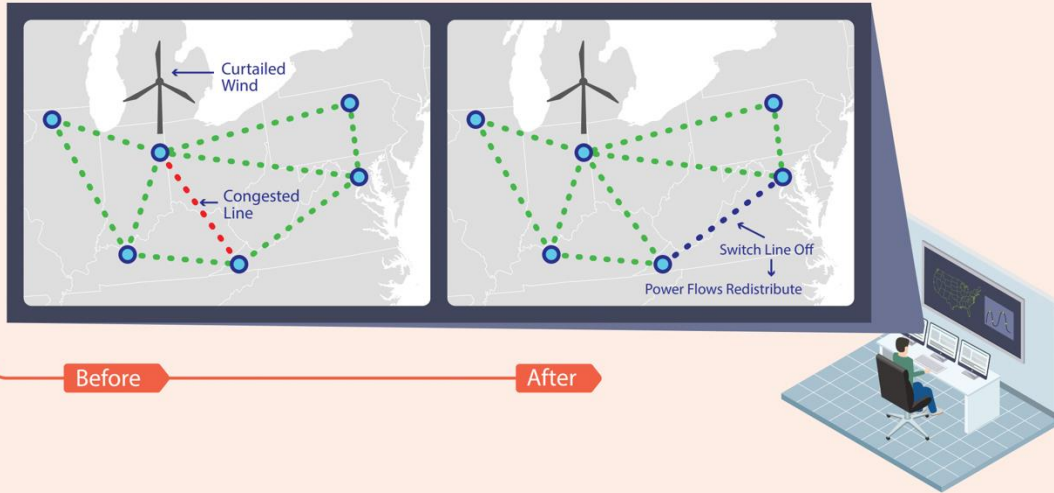 Curtailed
Wind
Congested
Line
Switch Line Off
Power Flows Redistribute
Before
After